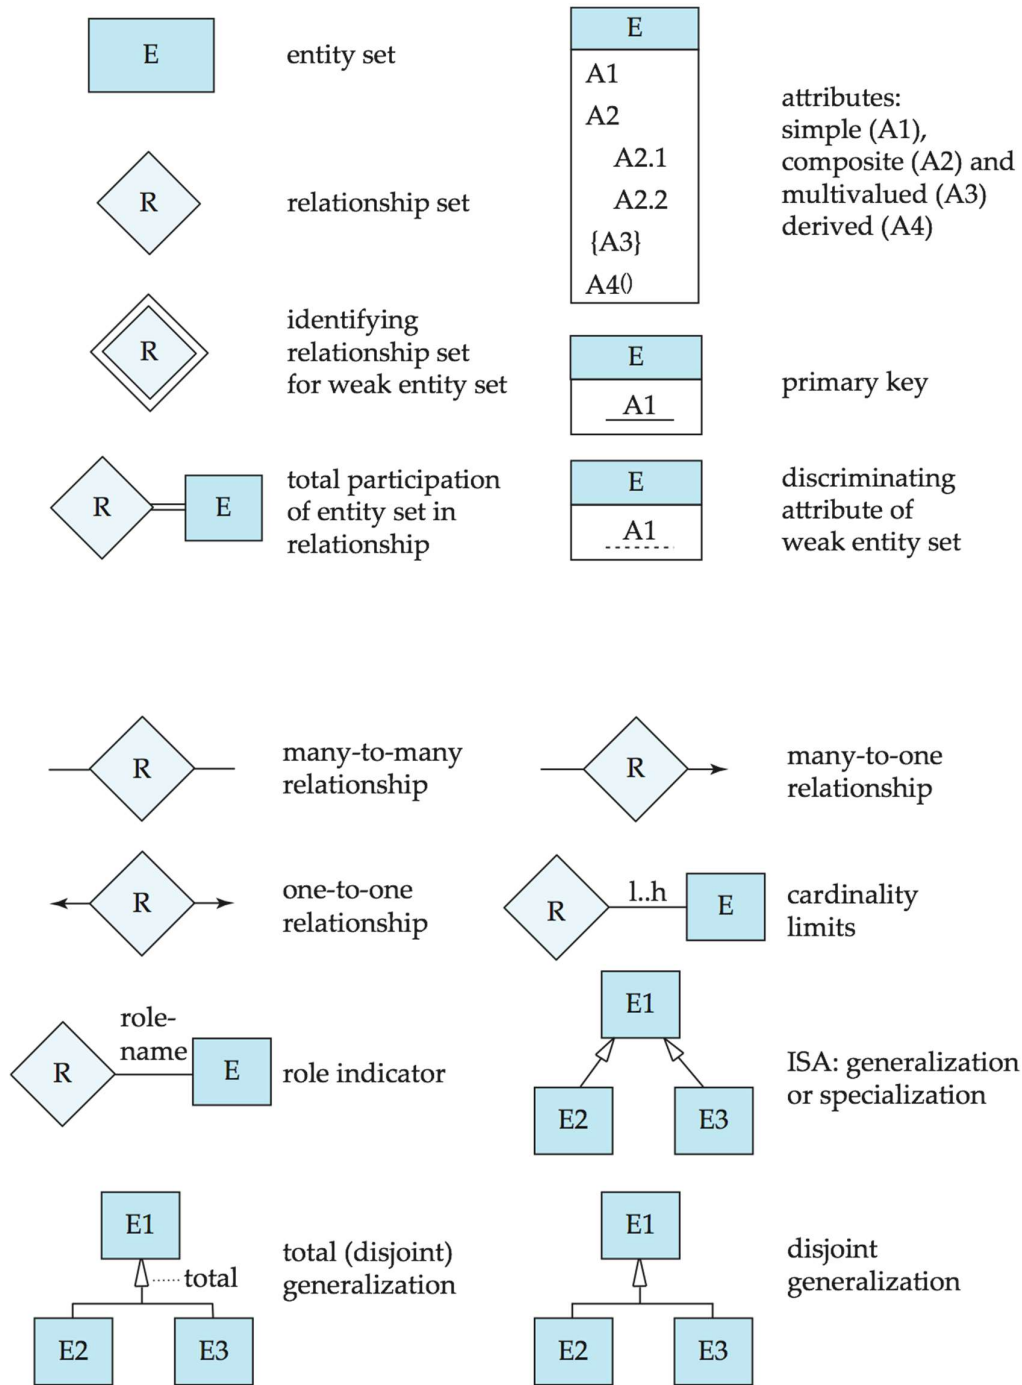 E
entity set
R
relationship set
R
identifying
relationship set
for weak entity set
R
E
total participation
of entity set in
relationship
E
A1
A2
A2.1
A2.2
{A3}
A4()
attributes:
simple (A1),
composite (A2) and
multivalued (A3)
derived (A4)
E
A1
primary key
E
A1
discriminating
attribute of
weak entity set
R
many-to-many
relationship
R
many-to-one
relationship
R
one-to-one
relationship
R
l..h
E
cardinality
limits
R
role-
name
E
role indicator
E1
E2
E3
ISA: generalization
or specialization
E1
total
E2
E3
total (disjoint)
generalization
E1
E2
E3
disjoint
generalization